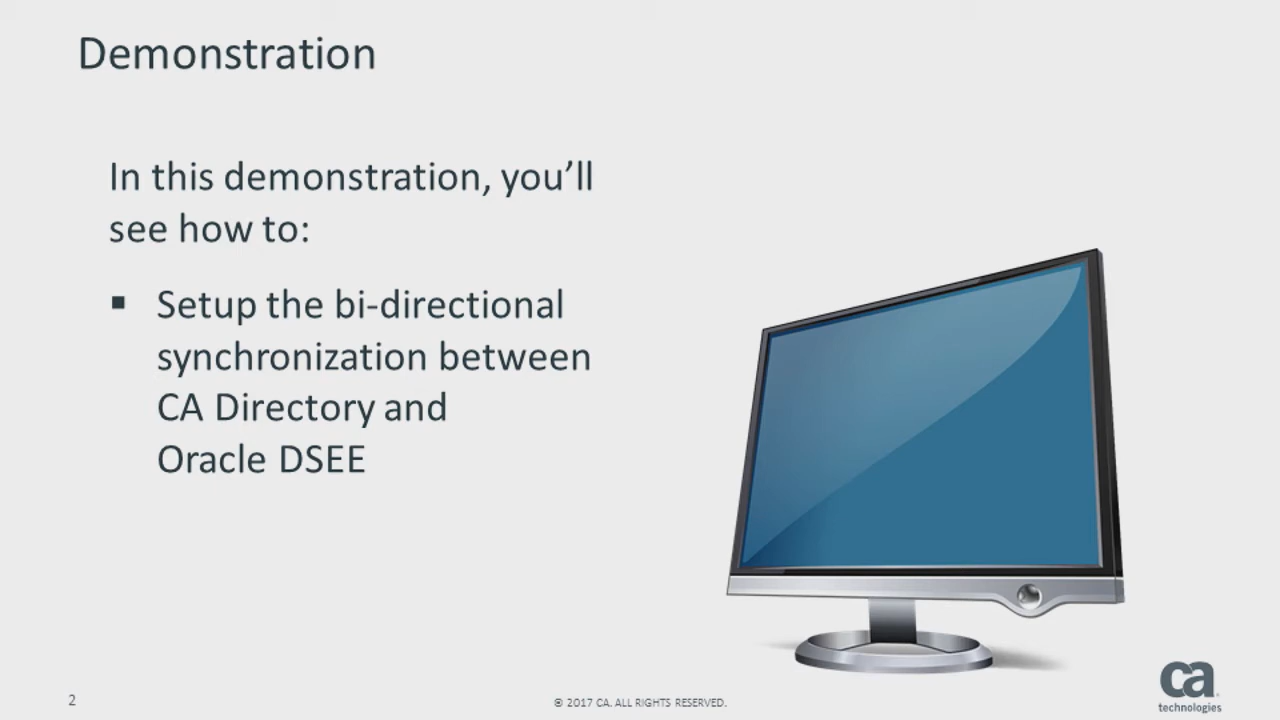 Demonstration
In this demonstration, you’ll
see how to:
▪ Setup the bi-directional
synchronization between
CA Directory and
Oracle DSEE
2
© 2017 CA. ALL RIGHTS RESERVED.
ca
technologies